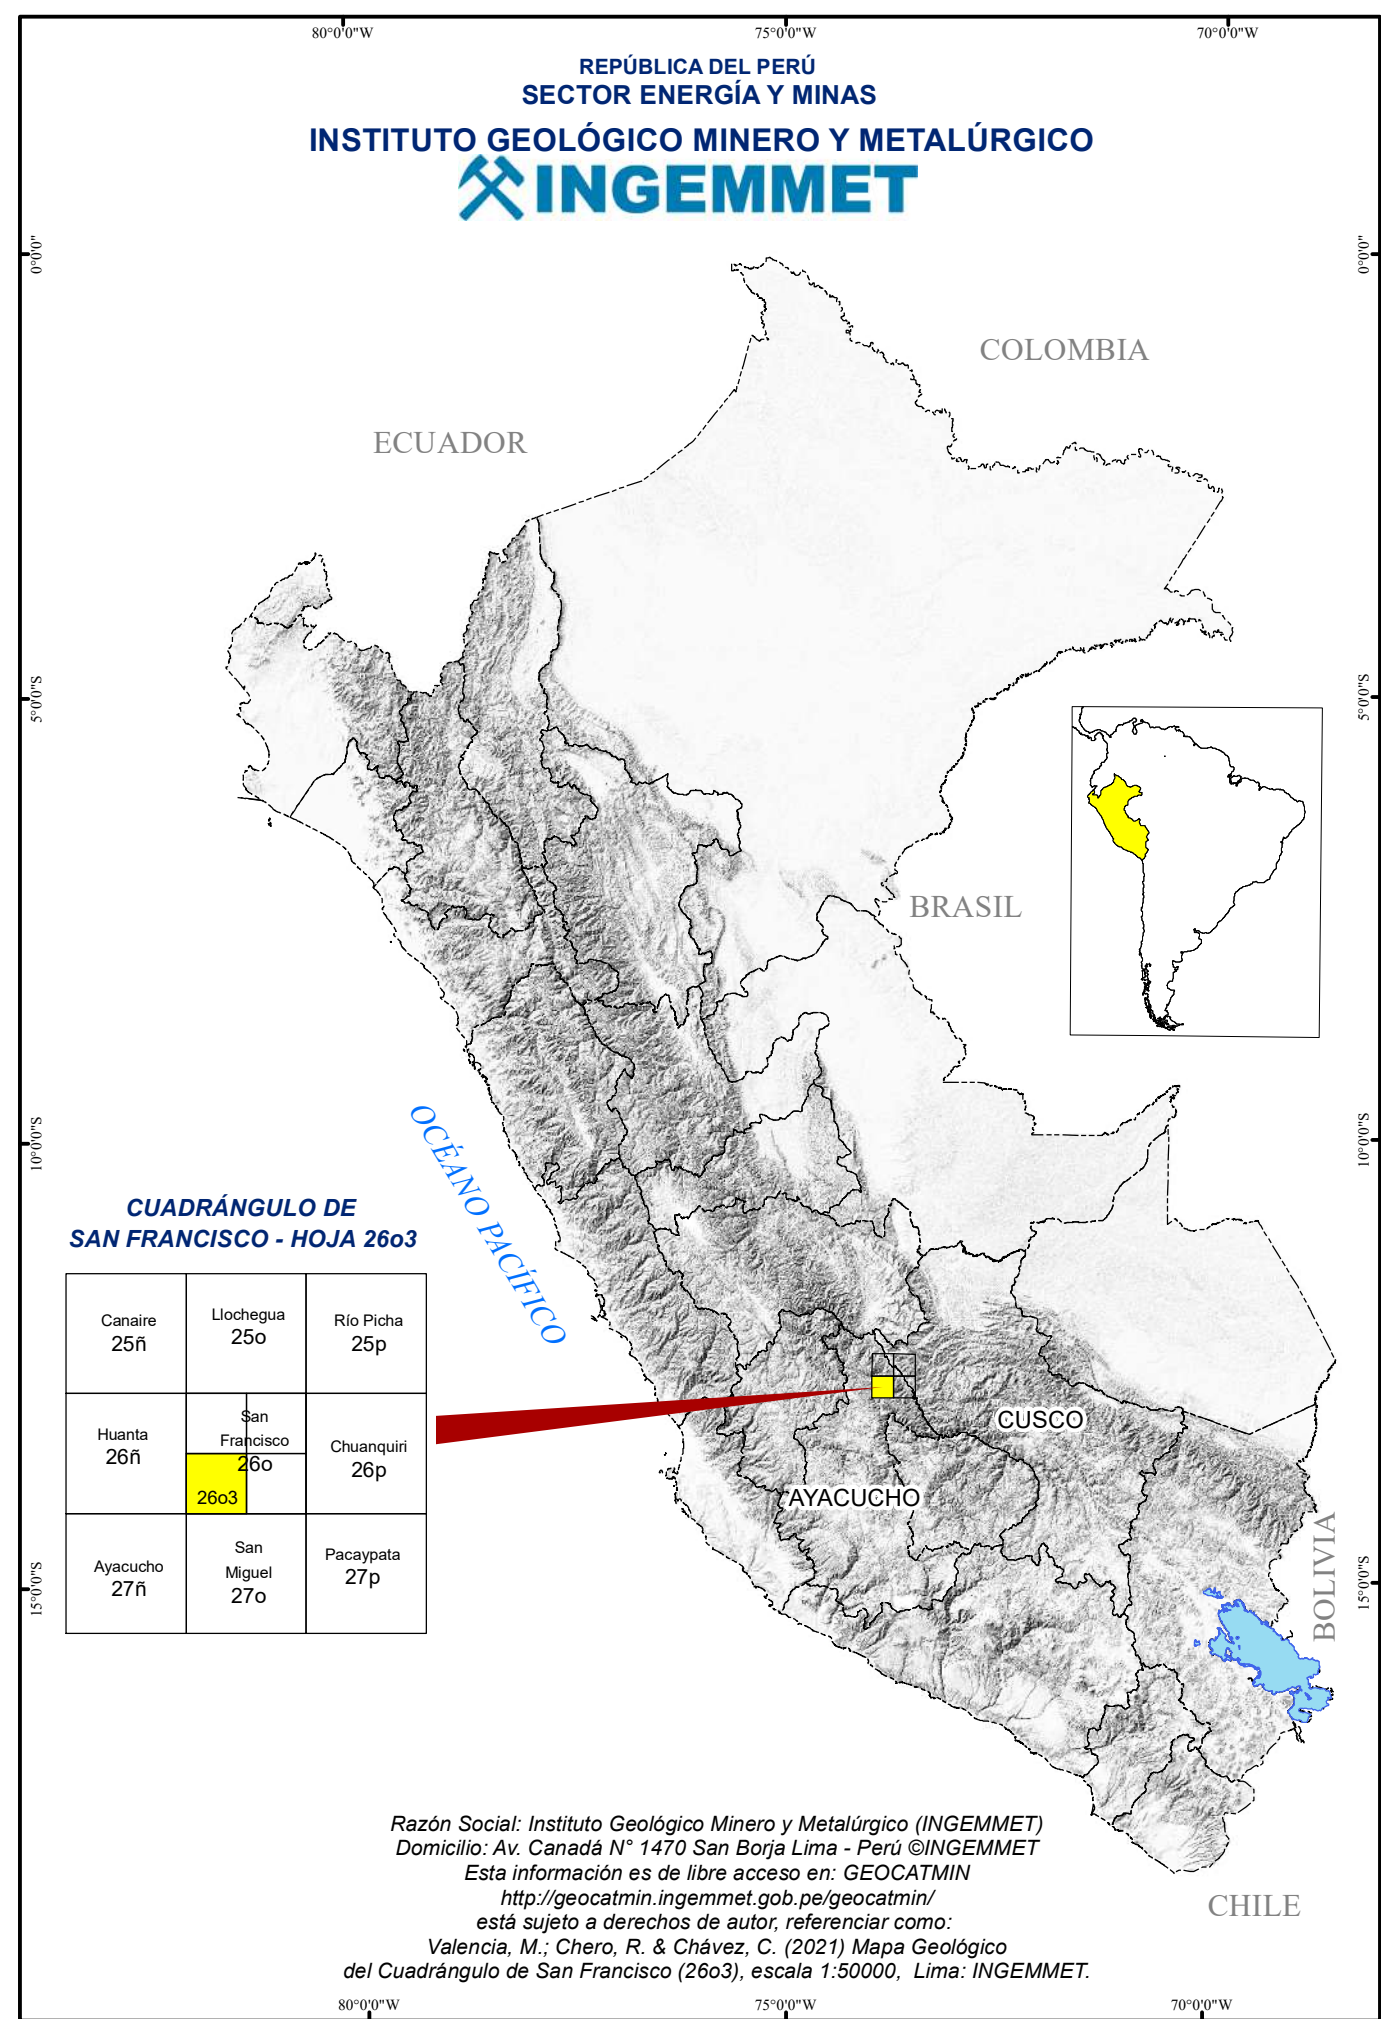 80°0'0"W 75°0'0"W 70°0'0"W
REPÚBLICA DEL PERÚ
SECTOR ENERGÍA Y MINAS
INSTITUTO GEOLÓGICO MINERO Y METALÚRGICO
INGEMMET
0°0'0" 0°0'0"
COLOMBIA
ECUADOR
5°0'0"S 5°0'0"S
BRASIL
OCÉANO PACÍFICO
10°0'0"S 10°0'0"S
CUADRÁNGULO DE
SAN FRANCISCO - HOJA 26o3
Canaire
25ñ
Llochegua
25o
Río Picha
25p
Huanta
26ñ
San
Francisco
26o
26o3
Chuanquiri
26p
Ayacucho
27ñ
San
Miguel
27o
Pacaypata
27p
CUSCO
AYACUCHO
BOLIVIA
15°0'0"S 15°0'0"S
Razón Social: Instituto Geológico Minero y Metalúrgico (INGEMMET)
Domicilio: Av. Canadá N° 1470 San Borja Lima - Perú ©INGEMMET
Esta información es de libre acceso en: GEOCATMIN
http://geocatmin.ingemmet.gob.pe/geocatmin/
está sujeto a derechos de autor, referenciar como:
Valencia, M.; Chero, R. & Chávez, C. (2021) Mapa Geológico
del Cuadrángulo de San Francisco (26o3), escala 1:50000, Lima: INGEMMET.
CHILE
80°0'0"W 75°0'0"W 70°0'0"W